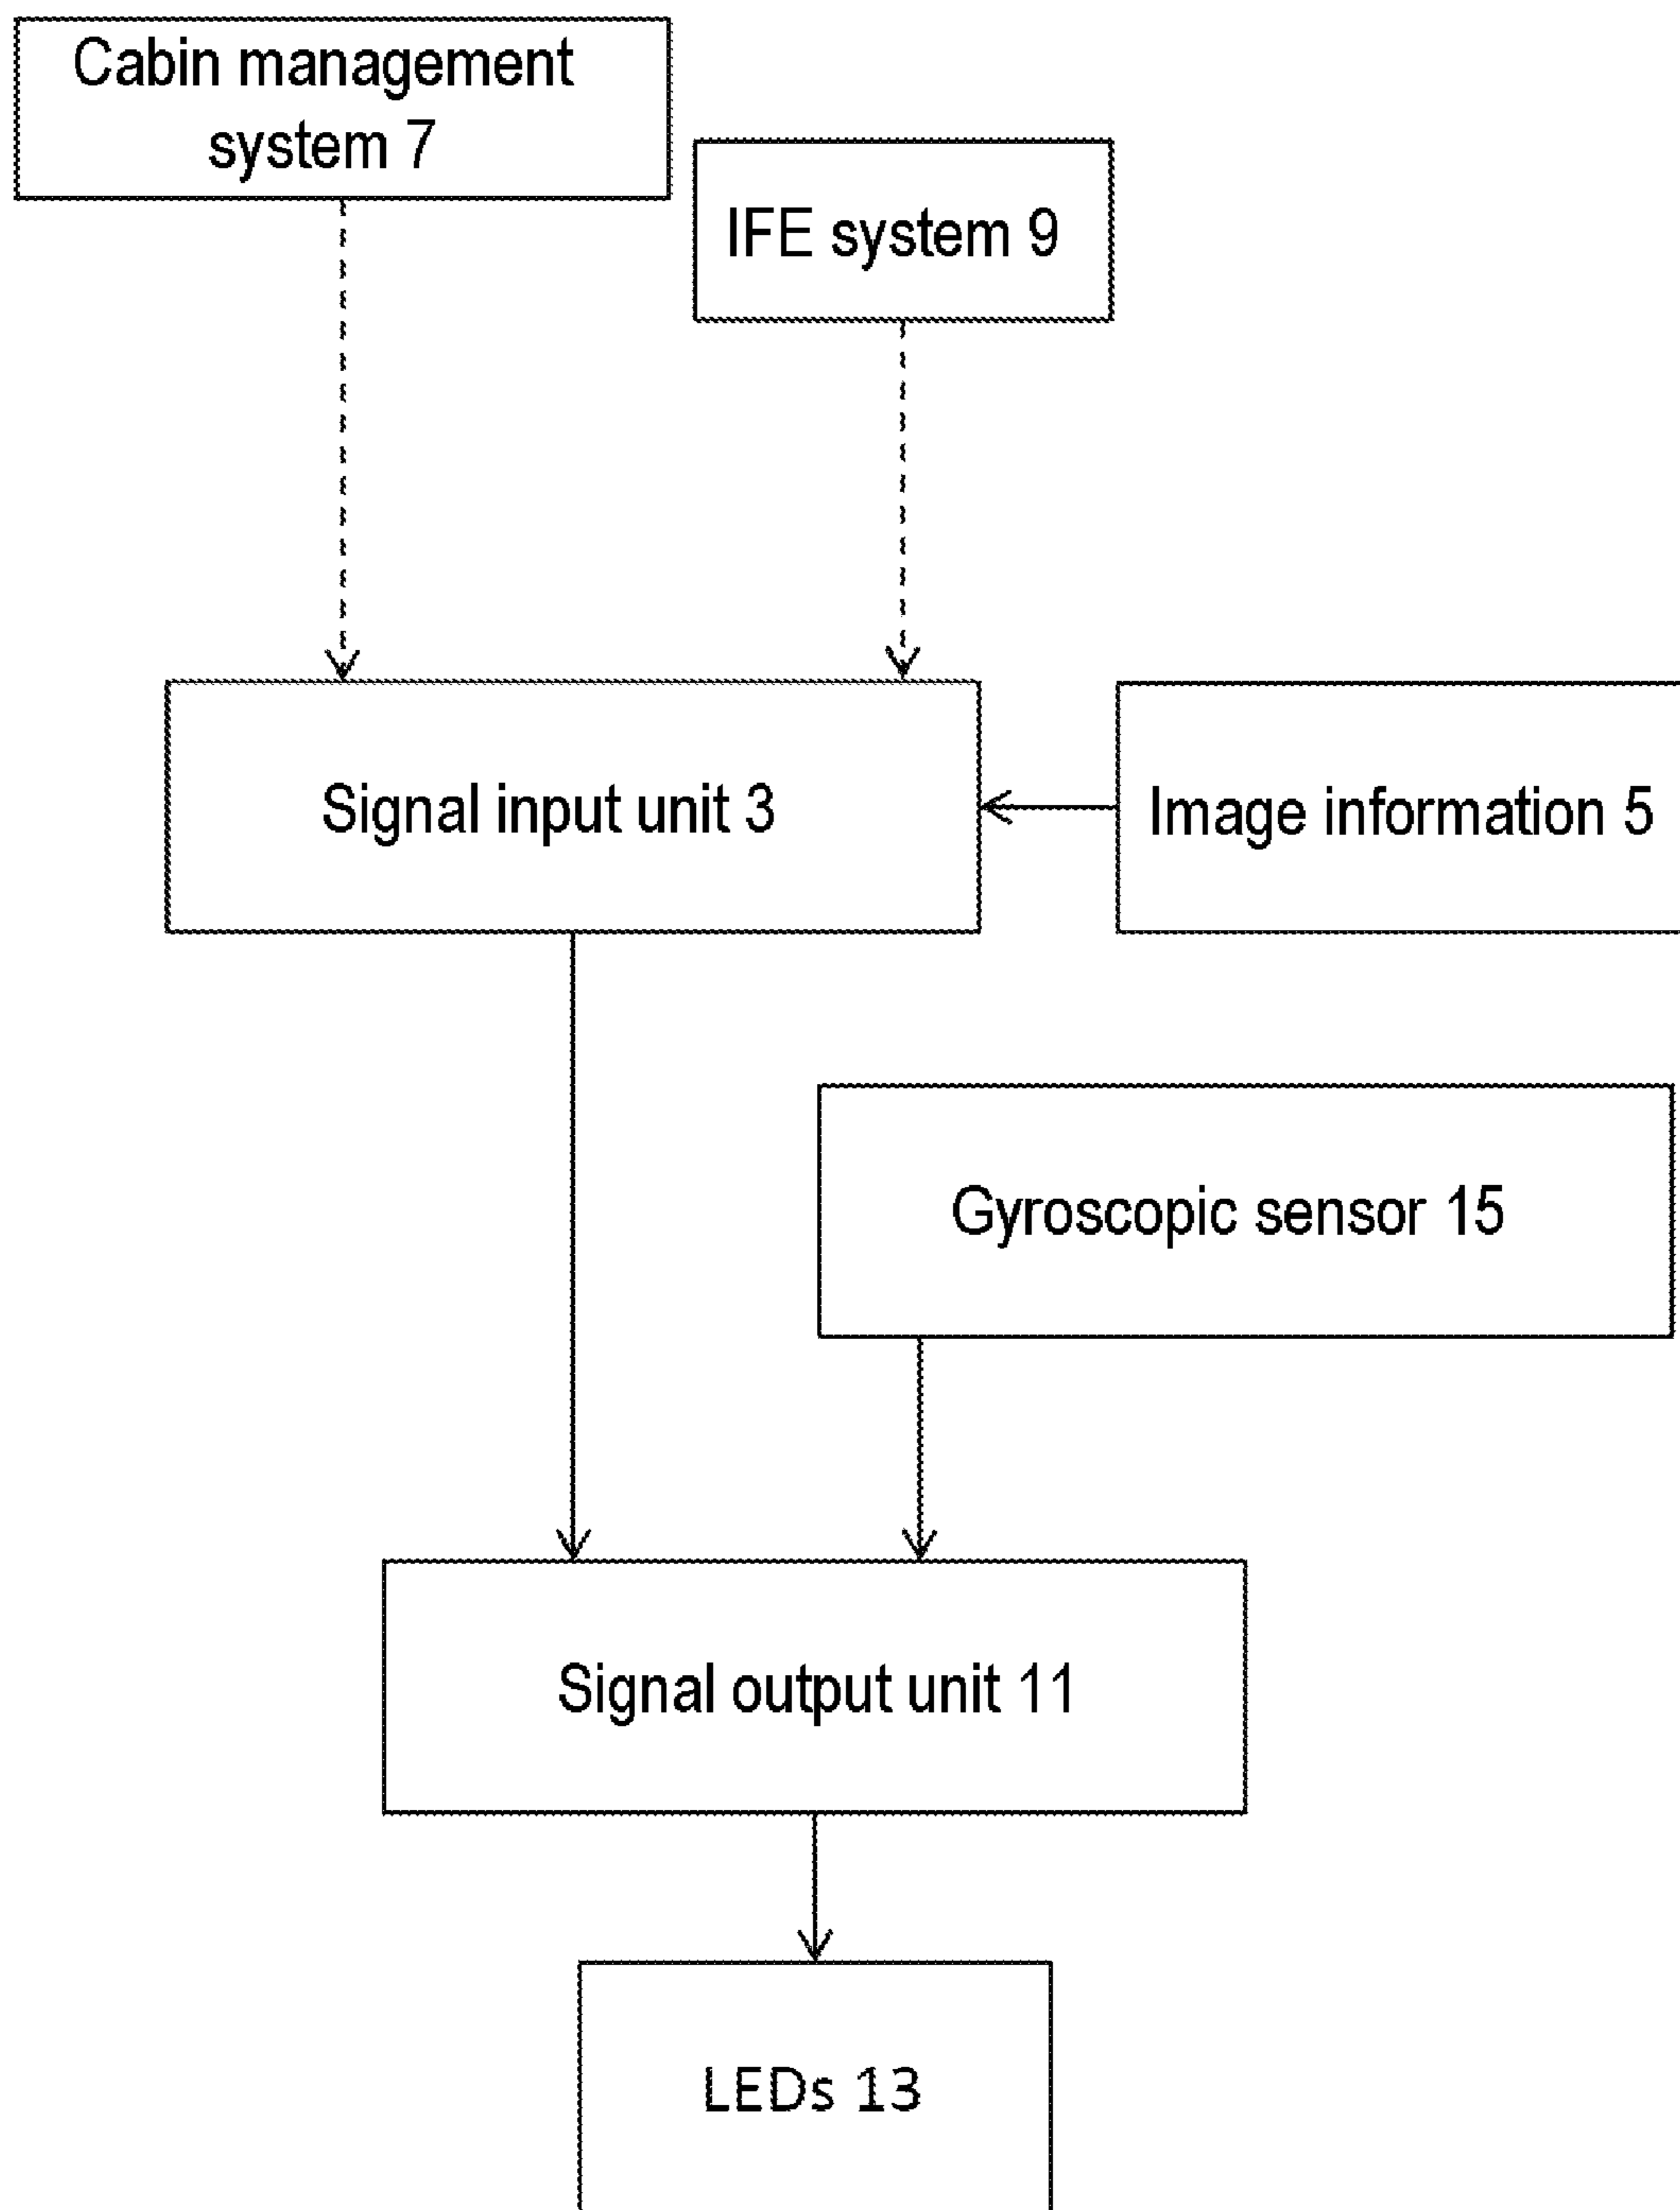 Cabin management
system 7
IFE system 9
Signal input unit 3
Image information 5
Gyroscopic sensor 15
Signal output unit 11
LEDs 13